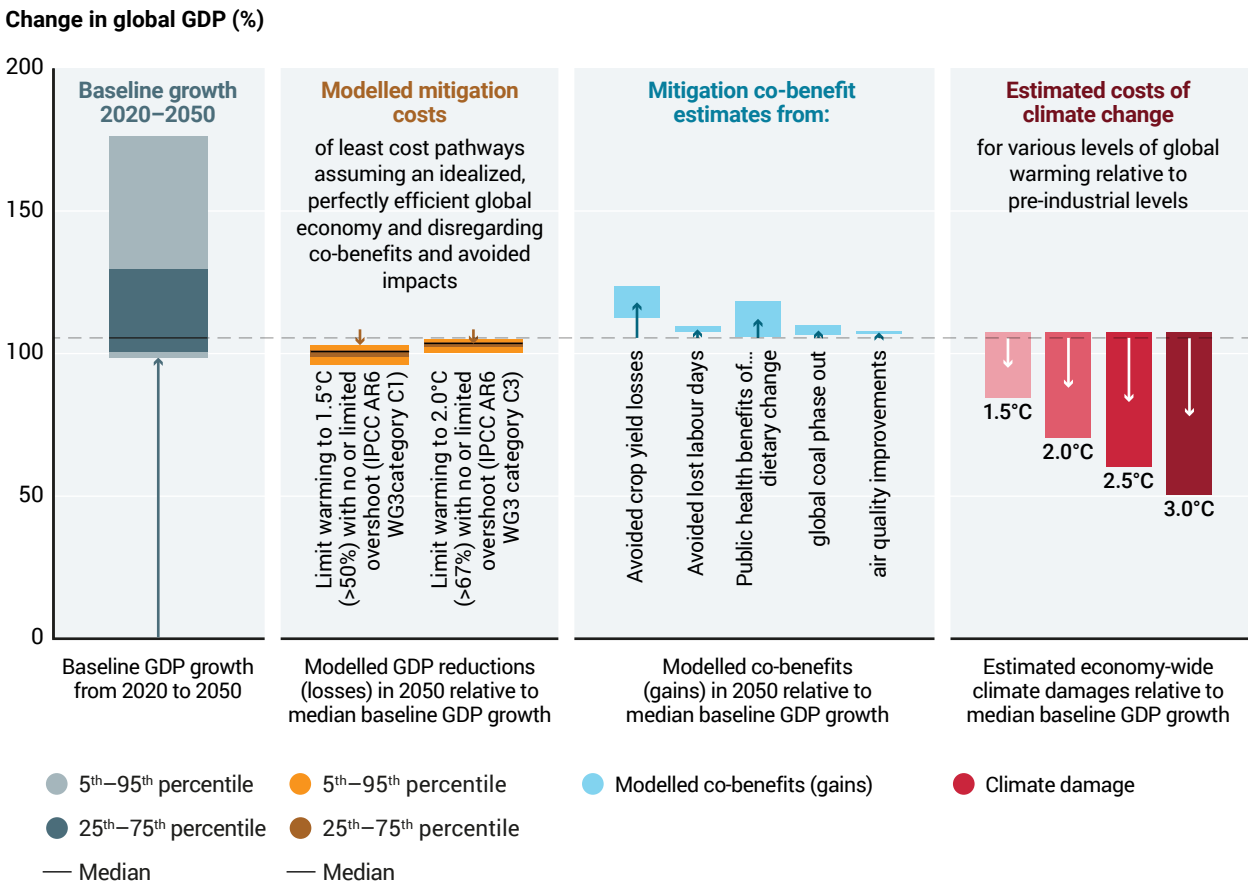 Change in global GDP (%)
200
150
100
50
0
Baseline growth
2020–2050
Baseline GDP growth
from 2020 to 2050
Modelled mitigation
costs
of least cost pathways
assuming an idealized,
perfectly efficient global
economy and disregarding
co-benefits and avoided
impacts
Limit warming to 1.5°C
(>50%) with no or limited
overshoot (IPCC AR6
WG3category C1)
Limit warming to 2.0°C
(>67%) with no or limited
overshoot (IPCC AR6
WG3 category C3)
Modelled GDP reductions
(losses) in 2050 relative to
median baseline GDP growth
Mitigation co-benefit
estimates from:
Avoided crop yield losses
Avoided lost labour days
Public health benefits of...
dietary change
global coal phase out
air quality improvements
Modelled co-benefits
(gains) in 2050 relative to
median baseline GDP growth
Estimated costs of
climate change
for various levels of global
warming relative to
pre-industrial levels
1.5°C
2.0°C
2.5°C
3.0°C
Estimated economy-wide
climate damages relative to
median baseline GDP growth
5th–95th percentile
25th–75th percentile
Median
5th–95th percentile
25th–75th percentile
Median
Modelled co-benefits (gains)
Climate damage